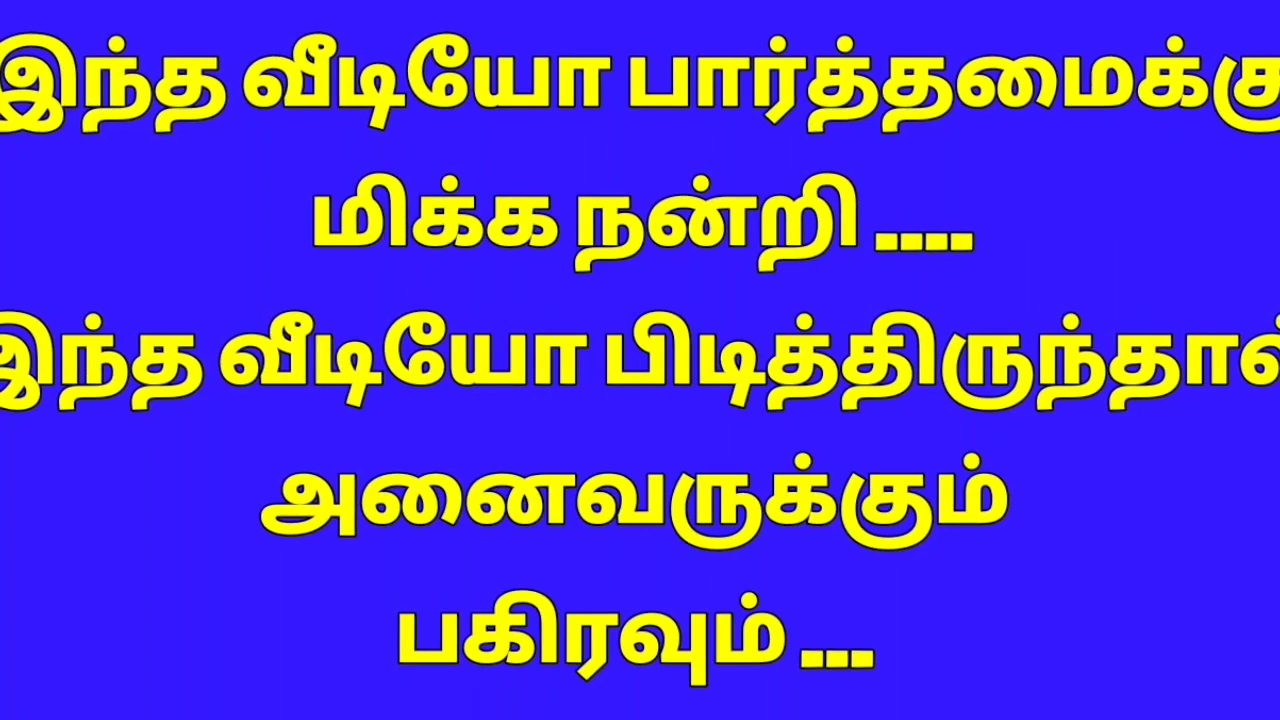 இந்த வீடியோ பார்த்தமைக்கு
மிக்க நன்றி ....
இந்த வீடியோ பிடித்திருந்தால்
அனைவருக்கும்
பகிரவும் ...